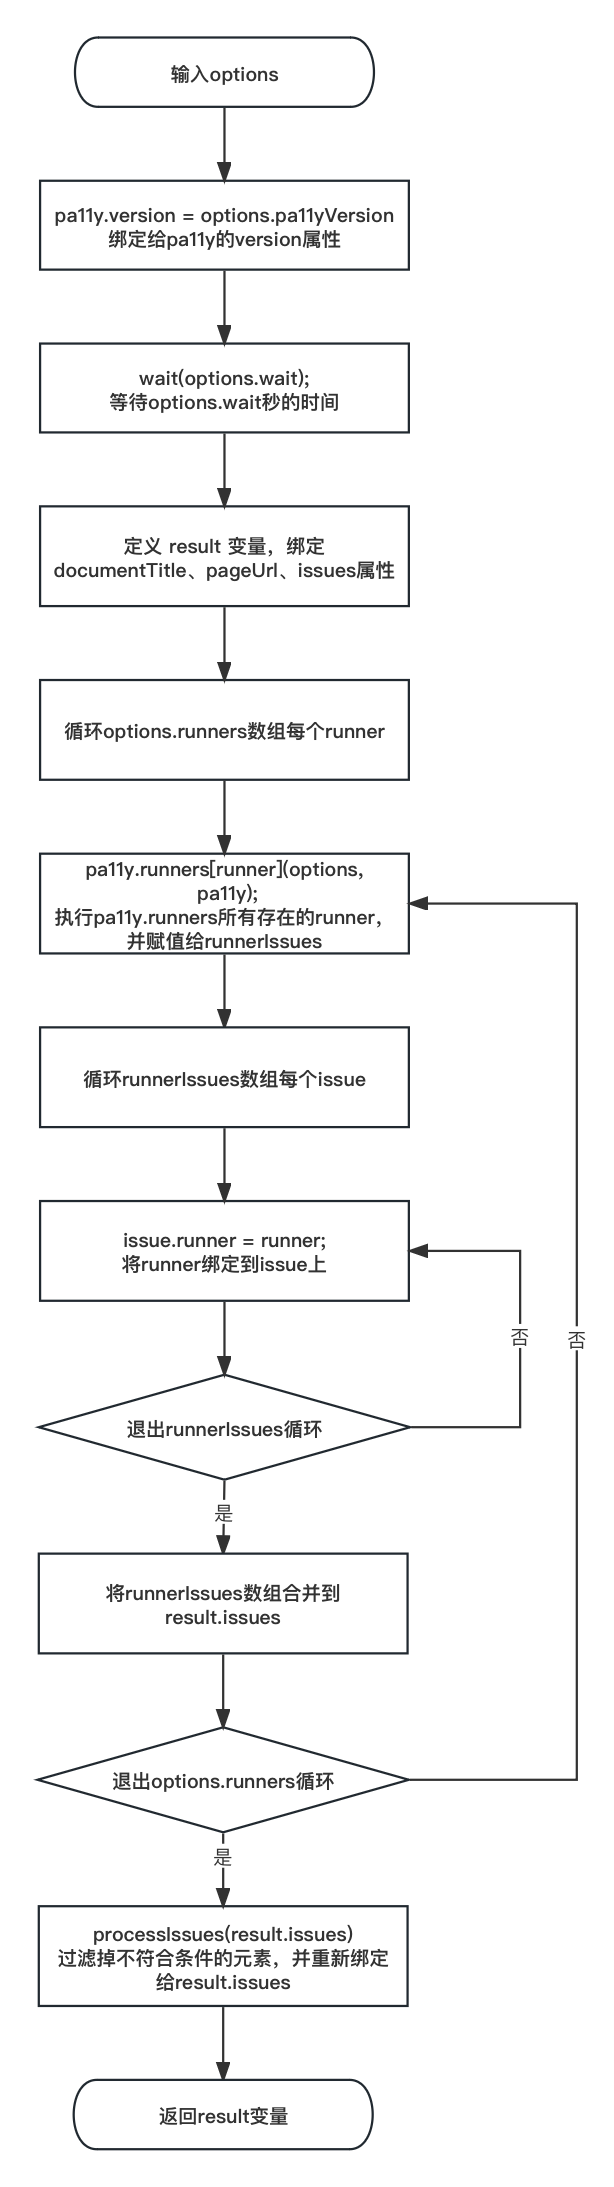 输入options
pa11y.version = options.pa11yVersion
绑定给pa11y的version属性
wait(options.wait);
等待options.wait秒的时间
定义 result 变量，绑定
documentTitle、pageUrl、issues属性
循环options.runners数组每个runner
pa11y.runners[runner](options,
pa11y);
执行pa11y.runners所有存在的runner，
并赋值给runnerIssues
循环runnerIssues数组每个issue
issue.runner = runner;
将runner绑定到issue上
否
否
退出runnerIssues循环
是
将runnerIssues数组合并到
result.issues
退出options.runners循环
是
processIssues(result.issues)
过滤掉不符合条件的元素，并重新绑定
给result.issues
返回result变量